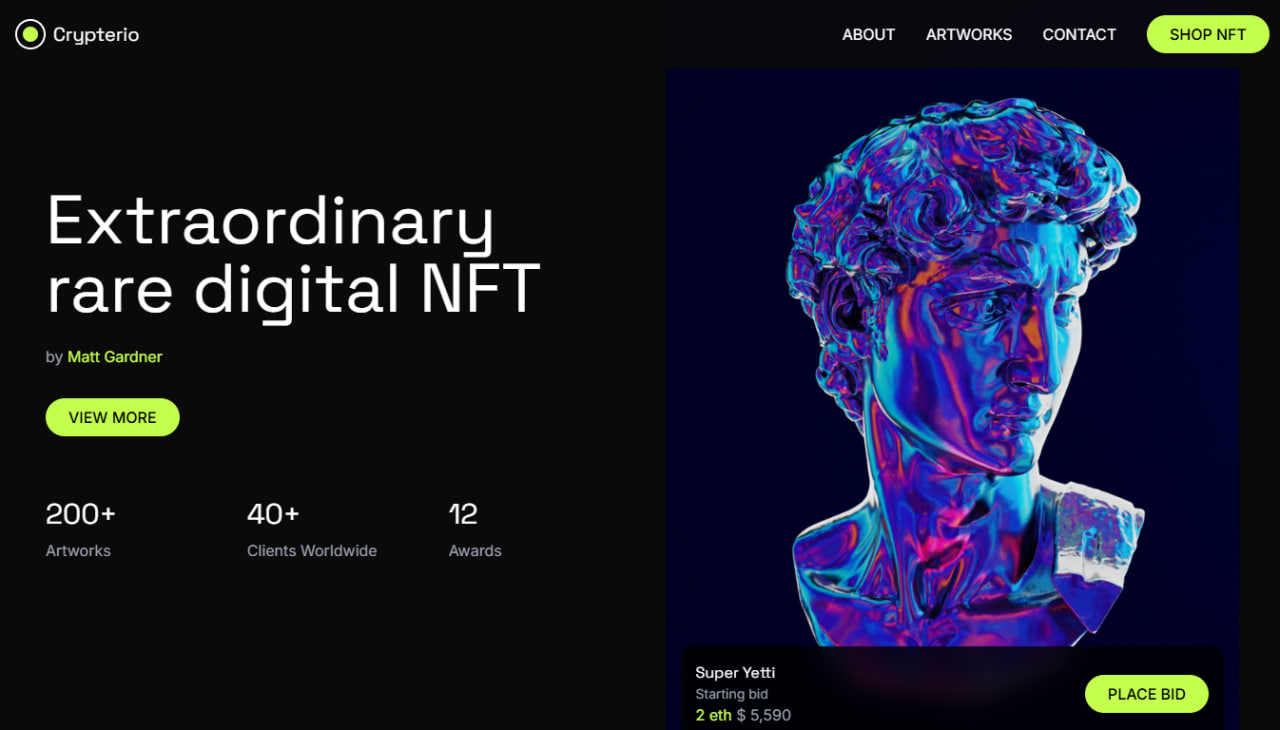 Crypterio
ABOUT ARTWORKS CONTACT SHOP NFT
Extraordinary
rare digital NFT
by Matt Gardner
VIEW MORE
200+ 40+ 12
Artworks Clients Worldwide Awards
Super Yetti
Starting bid
2 eth $ 5,590
PLACE BID